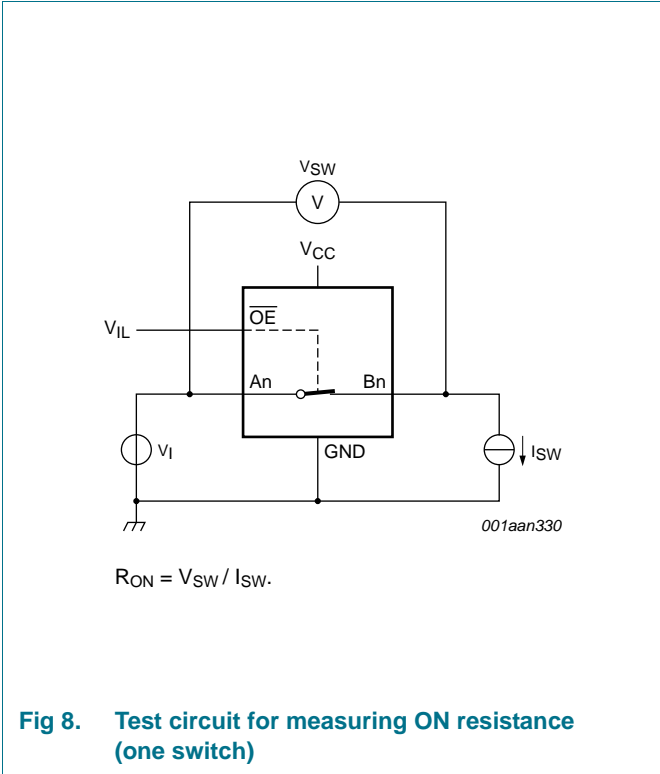 VSW
V
VCC
OE
VIL
An
Bn
VI
GND
ISW
001aan330
RON = VSW / ISW.
Fig 8. Test circuit for measuring ON resistance
(one switch)